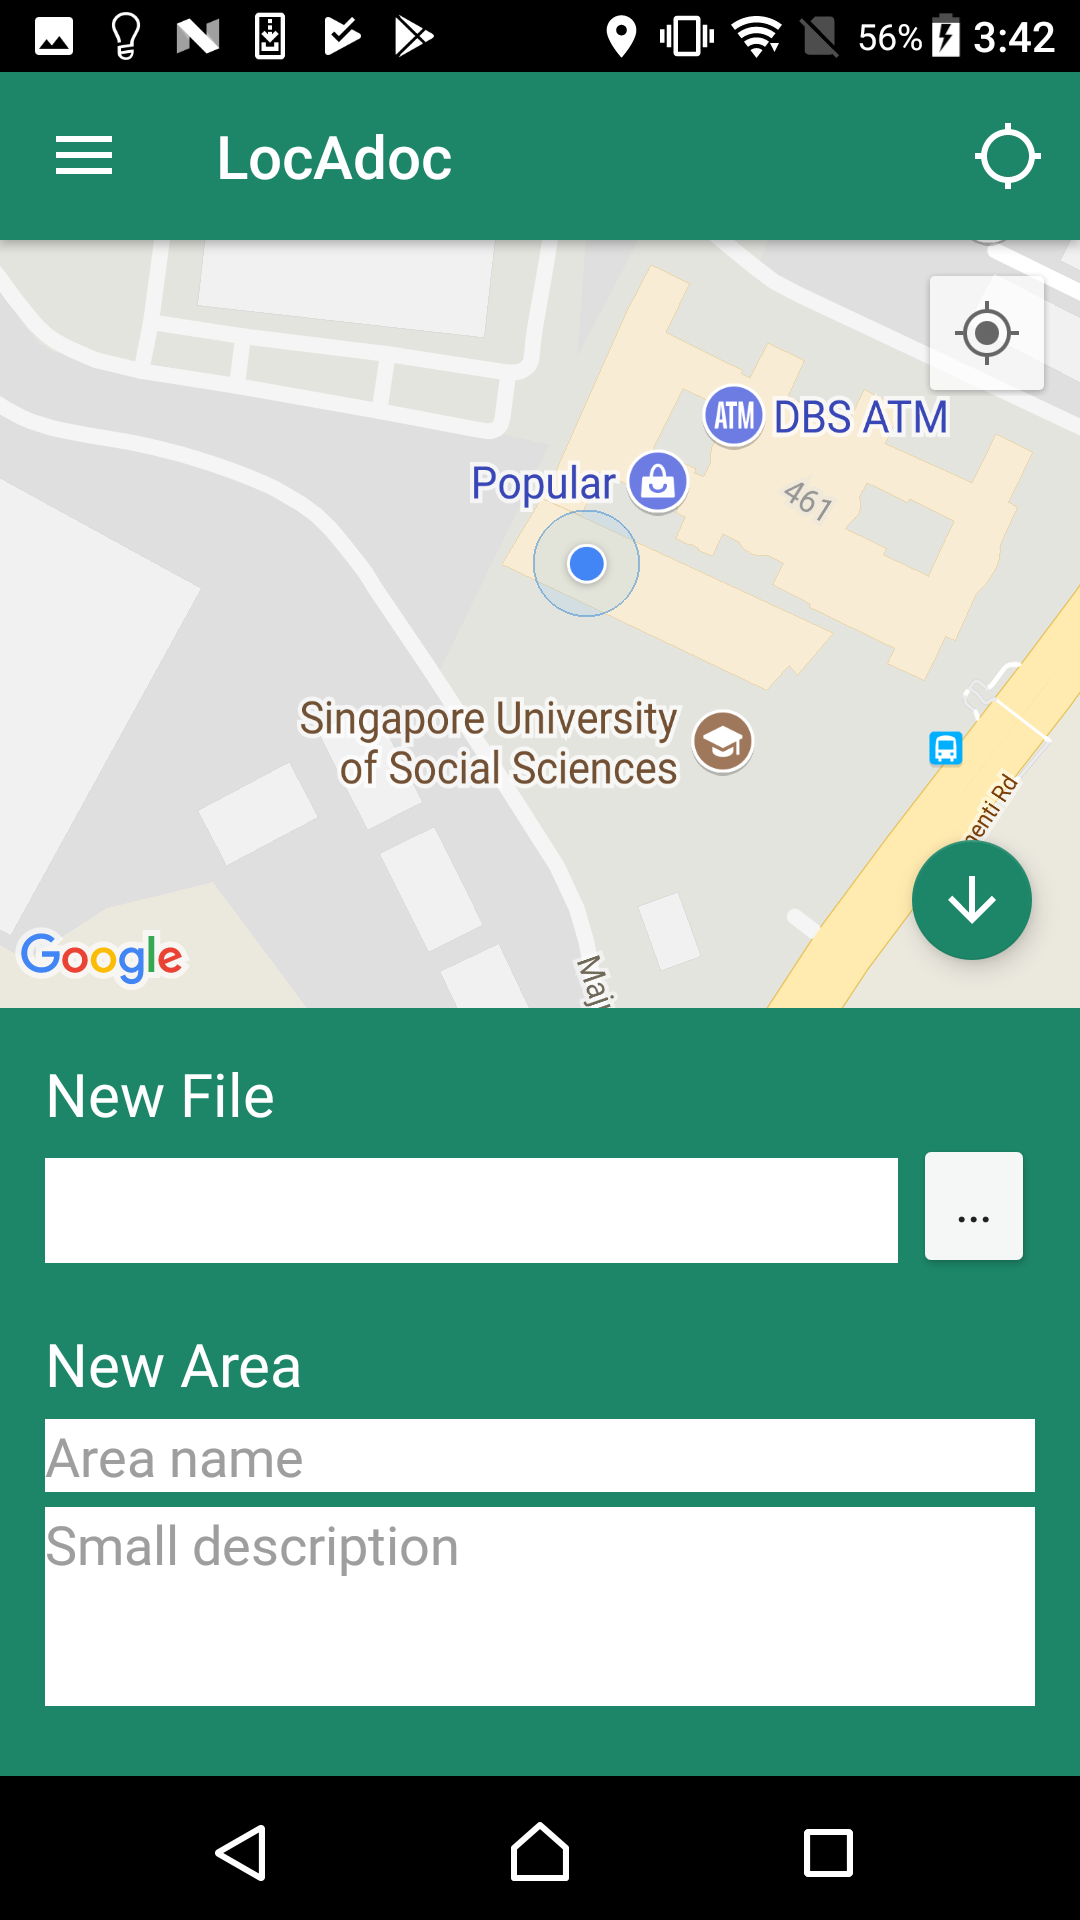 56% 3:42
LocAdoc
ATM DBS ATM
Popular
461
Singapore University
of Social Sciences
enti Rd
Google
Maj
New File
...
New Area
Area name
Small description